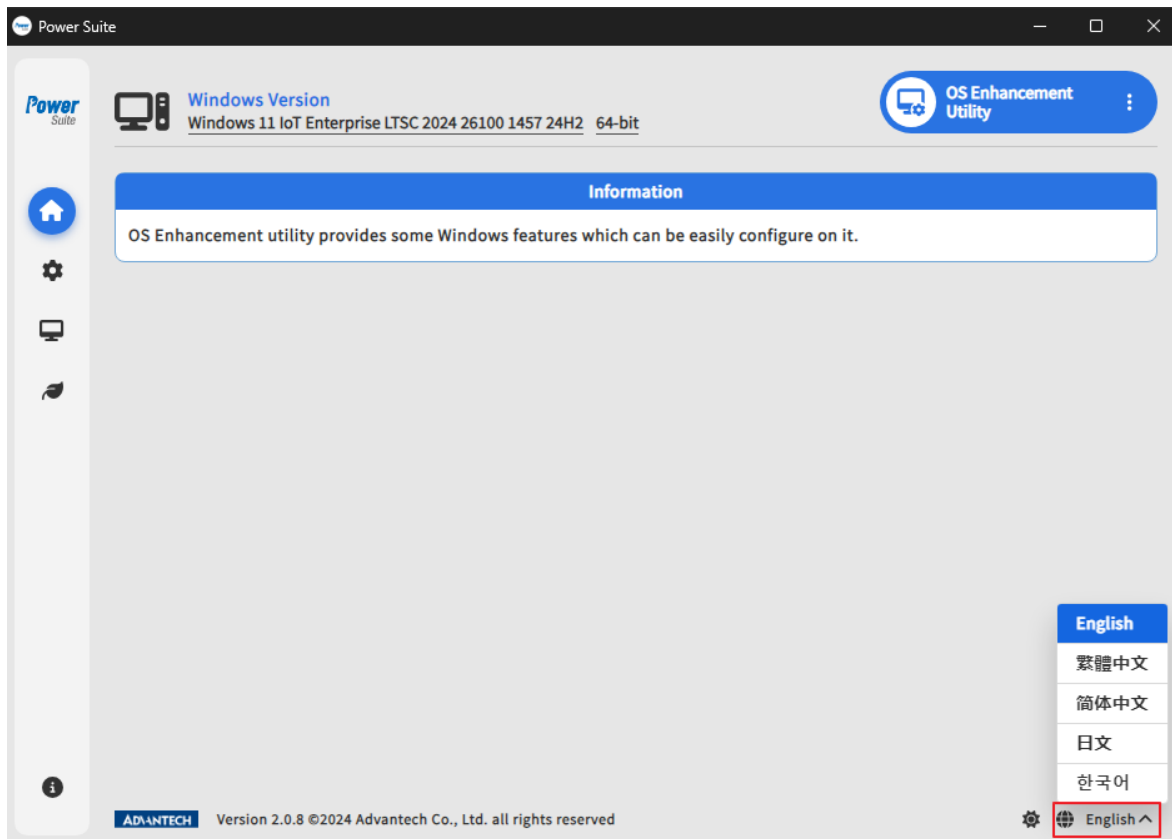 Power Suite
Power
Suite
Windows Version
Windows 11 IoT Enterprise LTSC 2024 26100 1457 24H2 64-bit
OS Enhancement
Utility
Information
OS Enhancement utility provides some Windows features which can be easily configure on it.
English
繁體中文
简体中文
日文
한국어
ADVANTECH Version 2.0.8 ©2024 Advantech Co., Ltd. all rights reserved
English